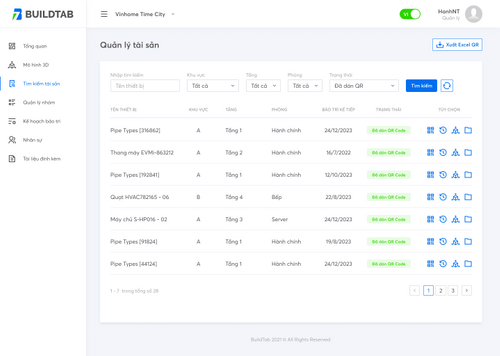 BUILDTAB
Vinhome Time City
VI
HanhNT
Quản lý
Tổng quan
Mô hình 3D
Tìm kiếm tài sản
Quản lý nhóm
Kế hoạch bảo trì
Nhân sự
Tài liệu đính kèm
Quản lý tài sản
Xuất Excel QR
Nhập tìm kiếm Khu vực Tầng Phòng Trạng thái
Tên thiết bị Tất cả Tất cả Tất cả Đã dán QR Tìm kiếm
TÊN THIẾT BỊ KHU VỰC TẦNG PHÒNG BẢO TRÌ KẾ TIẾP TRẠNG THÁI TÙY CHỌN
Pipe Types [316862] A Tầng 1 Hành chính 24/12/2023 Đã dán QR Code
Thang máy EVMI-863212 A Tầng 2 Hành chính 16/7/2022 Đã dán QR Code
Pipe Types [192841] A Tầng 1 Hành chính 12/10/2023 Đã dán QR Code
Quạt HVAC782165 - 06 B Tầng 4 Bếp 22/8/2023 Đã dán QR Code
Máy chủ S-HP016 - 02 A Tầng 3 Server 24/12/2023 Đã dán QR Code
Pipe Types [91824] A Tầng 1 Hành chính 19/8/2023 Đã dán QR Code
Pipe Types [44124] A Tầng 1 Hành chính 24/12/2023 Đã dán QR Code
1 - 7 trong tổng số 28
< 1 2 3 >
BuildTab 2021 © All Rights Reserved.